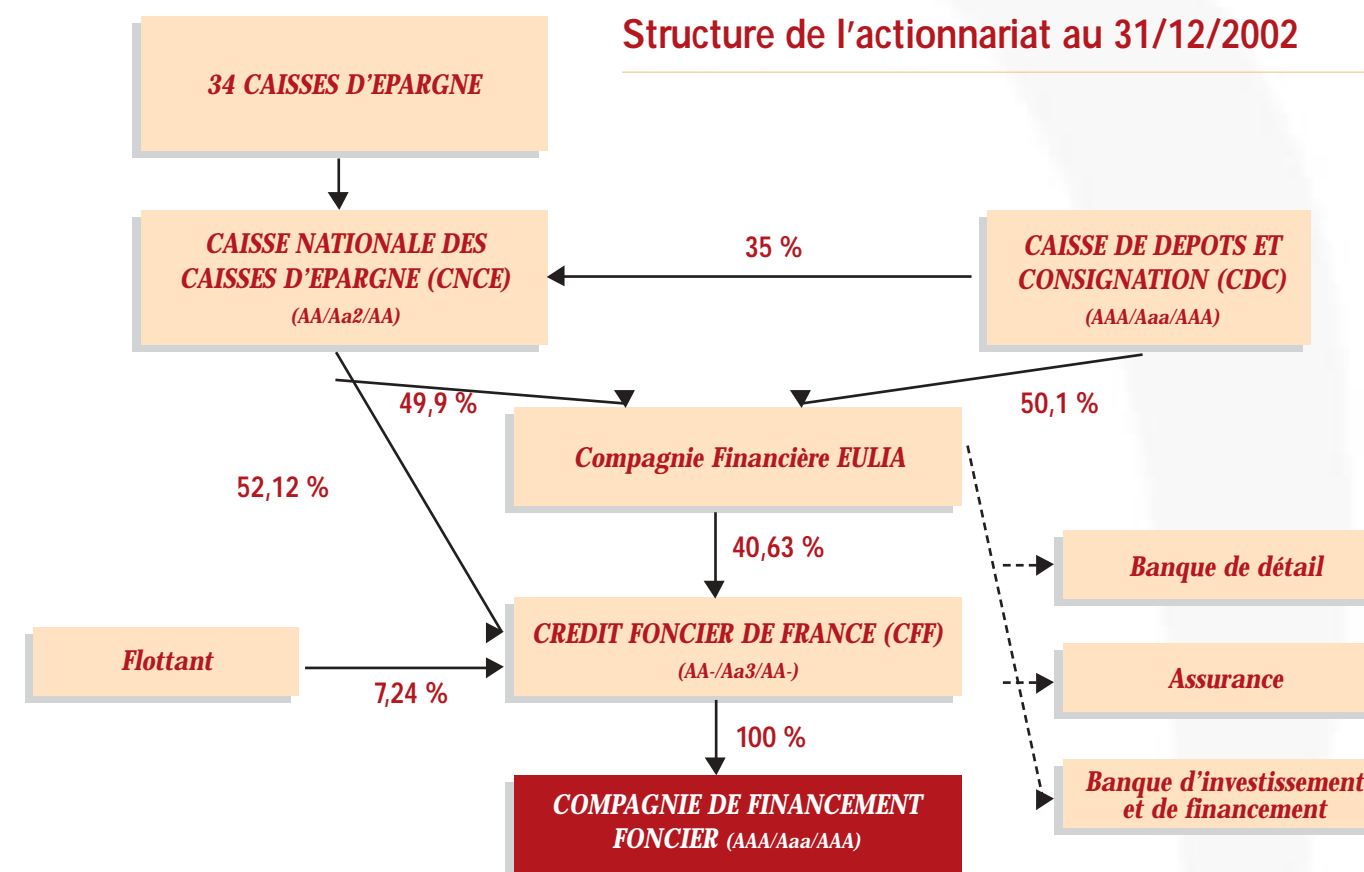 Structure de l'actionnariat au 31/12/2002
34 CAISSES D'EPARGNE
CAISSE NATIONALE DES
CAISSES D'EPARGNE (CNCE)
(AA/Aa2/AA)
35 %
CAISSE DE DEPOTS ET
CONSIGNATION (CDC)
(AAA/Aaa/AAA)
49,9 %
50,1 %
Compagnie Financière EULIA
52,12 %
40,63 %
Banque de détail
CREDIT FONCIER DE FRANCE (CFF)
(AA-/Aa3/AA-)
Flottant
7,24 %
Assurance
100 %
Banque d'investissement
et de financement
COMPAGNIE DE FINANCEMENT
FONCIER (AAA/Aaa/AAA)